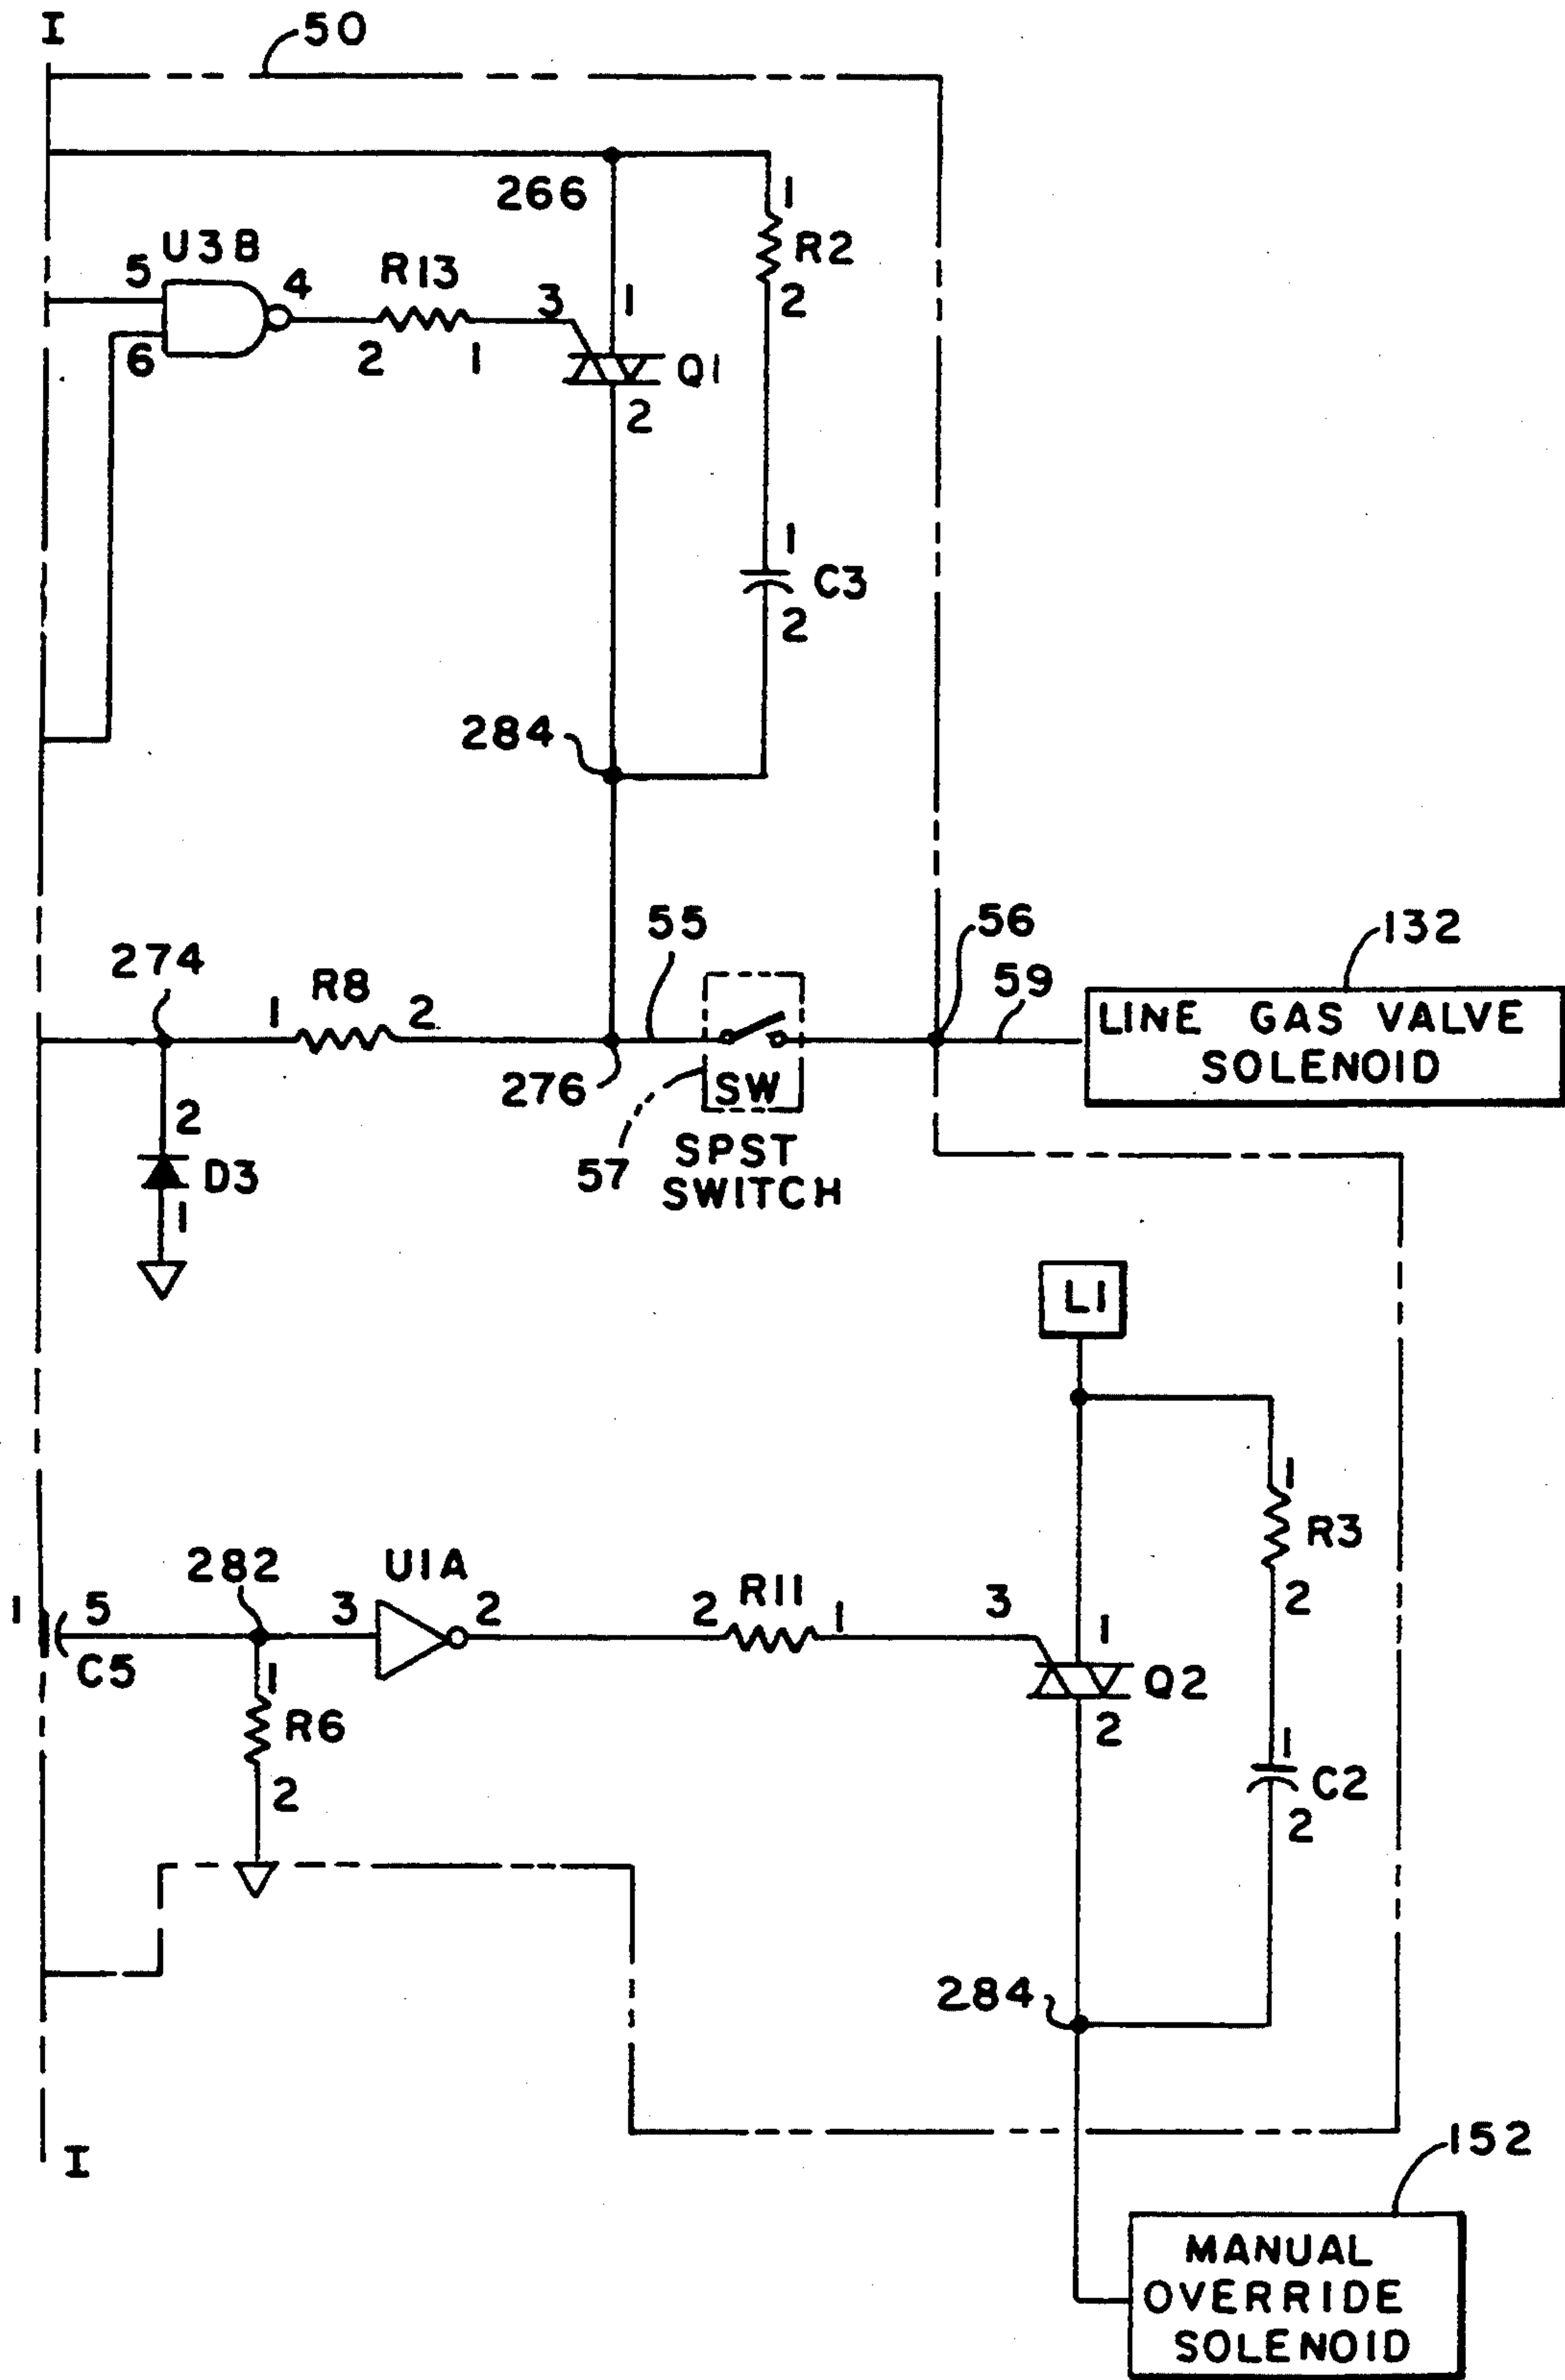 I
50
266
1
R2
2
U3B
5
4
6
R13
2
1
3
1
Q1
2
1
C3
2
284
274
1
R8
2
55
56
59
132
276
SW
57
SPST
SWITCH
LINE GAS VALVE
SOLENOID
2
D3
1
L1
1
R3
2
282
U1A
1
5
C5
3
2
2
R11
1
3
1
Q2
2
1
R6
2
1
C2
2
284
I
152
MANUAL
OVERRIDE
SOLENOID